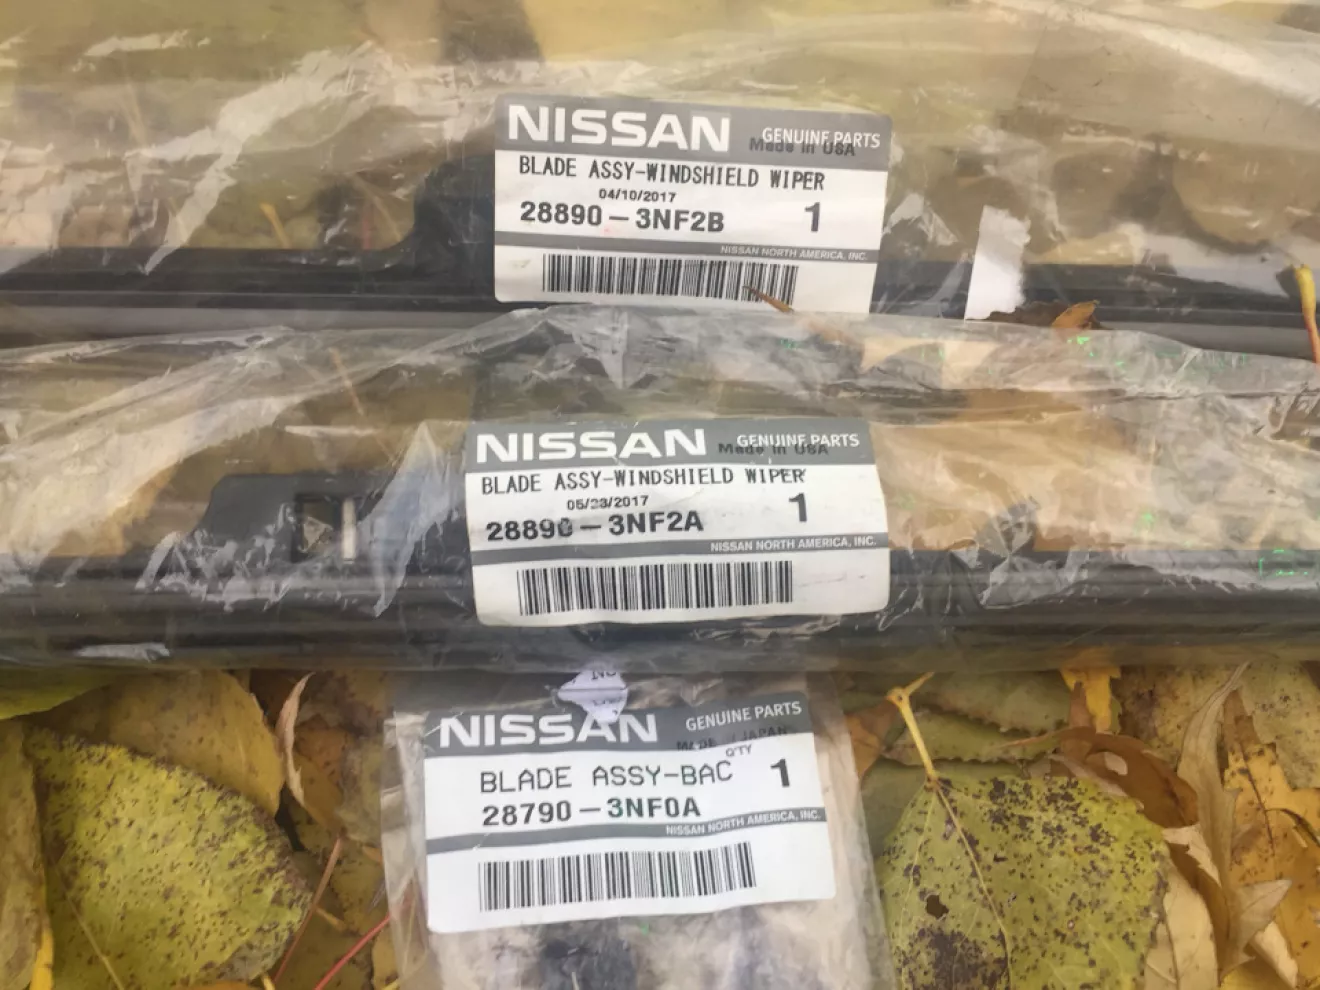 NISSAN GENUINE PARTS
Made in USA
BLADE ASSY-WINDSHIELD WIPER
04/10/2017
28890-3NF2B 1
NISSAN NORTH AMERICA, INC.
NISSAN GENUINE PARTS
Made in USA
BLADE ASSY-WINDSHIELD WIPER
05/23/2017
28890-3NF2A 1
NISSAN NORTH AMERICA, INC.
NISSAN GENUINE PARTS
MADE JAPAN
Q'TY
BLADE ASSY-BAC 1
28790-3NF0A
NISSAN NORTH AMERICA, INC.